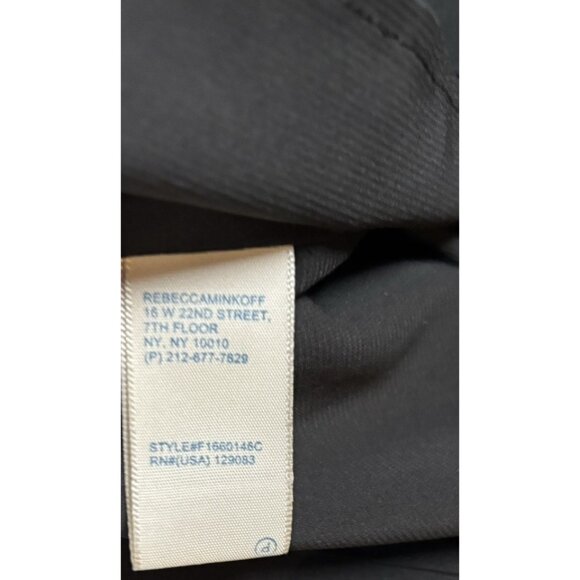 REBECCAMINKOFF
16 W 22ND STREET,
7TH FLOOR
NY, NY 10010
(P) 212-677-7829
STYLE#F1660146C
RN#(USA) 129083
P